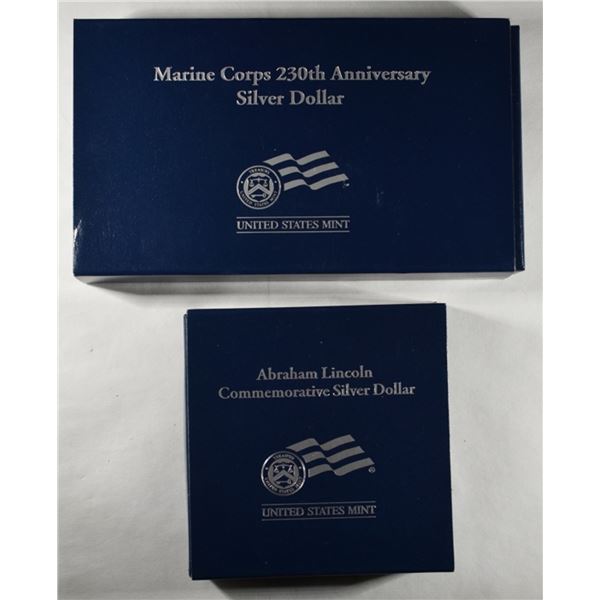 Marine Corps 230th Anniversary
Silver Dollar
UNITED STATES MINT
Abraham Lincoln
Commemorative Silver Dollar
®
UNITED STATES MINT